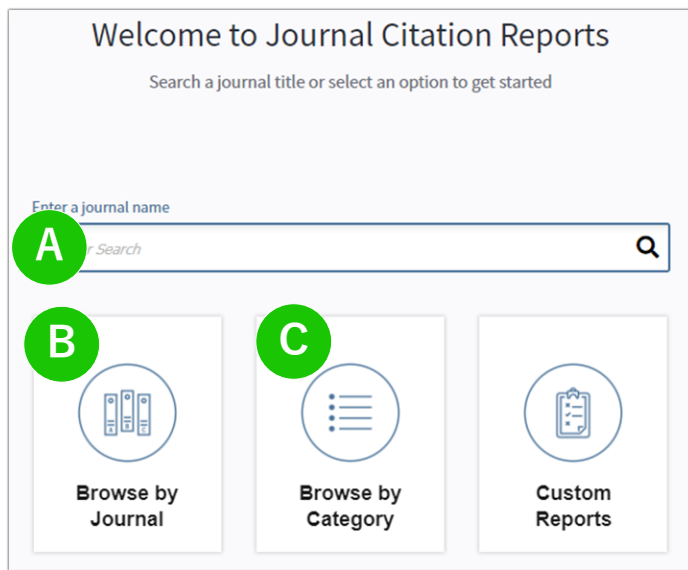 Welcome to Journal Citation Reports
Search a journal title or select an option to get started
Enter a journal name
A
Search
B
C
Browse by
Journal
Browse by
Category
Custom
Reports